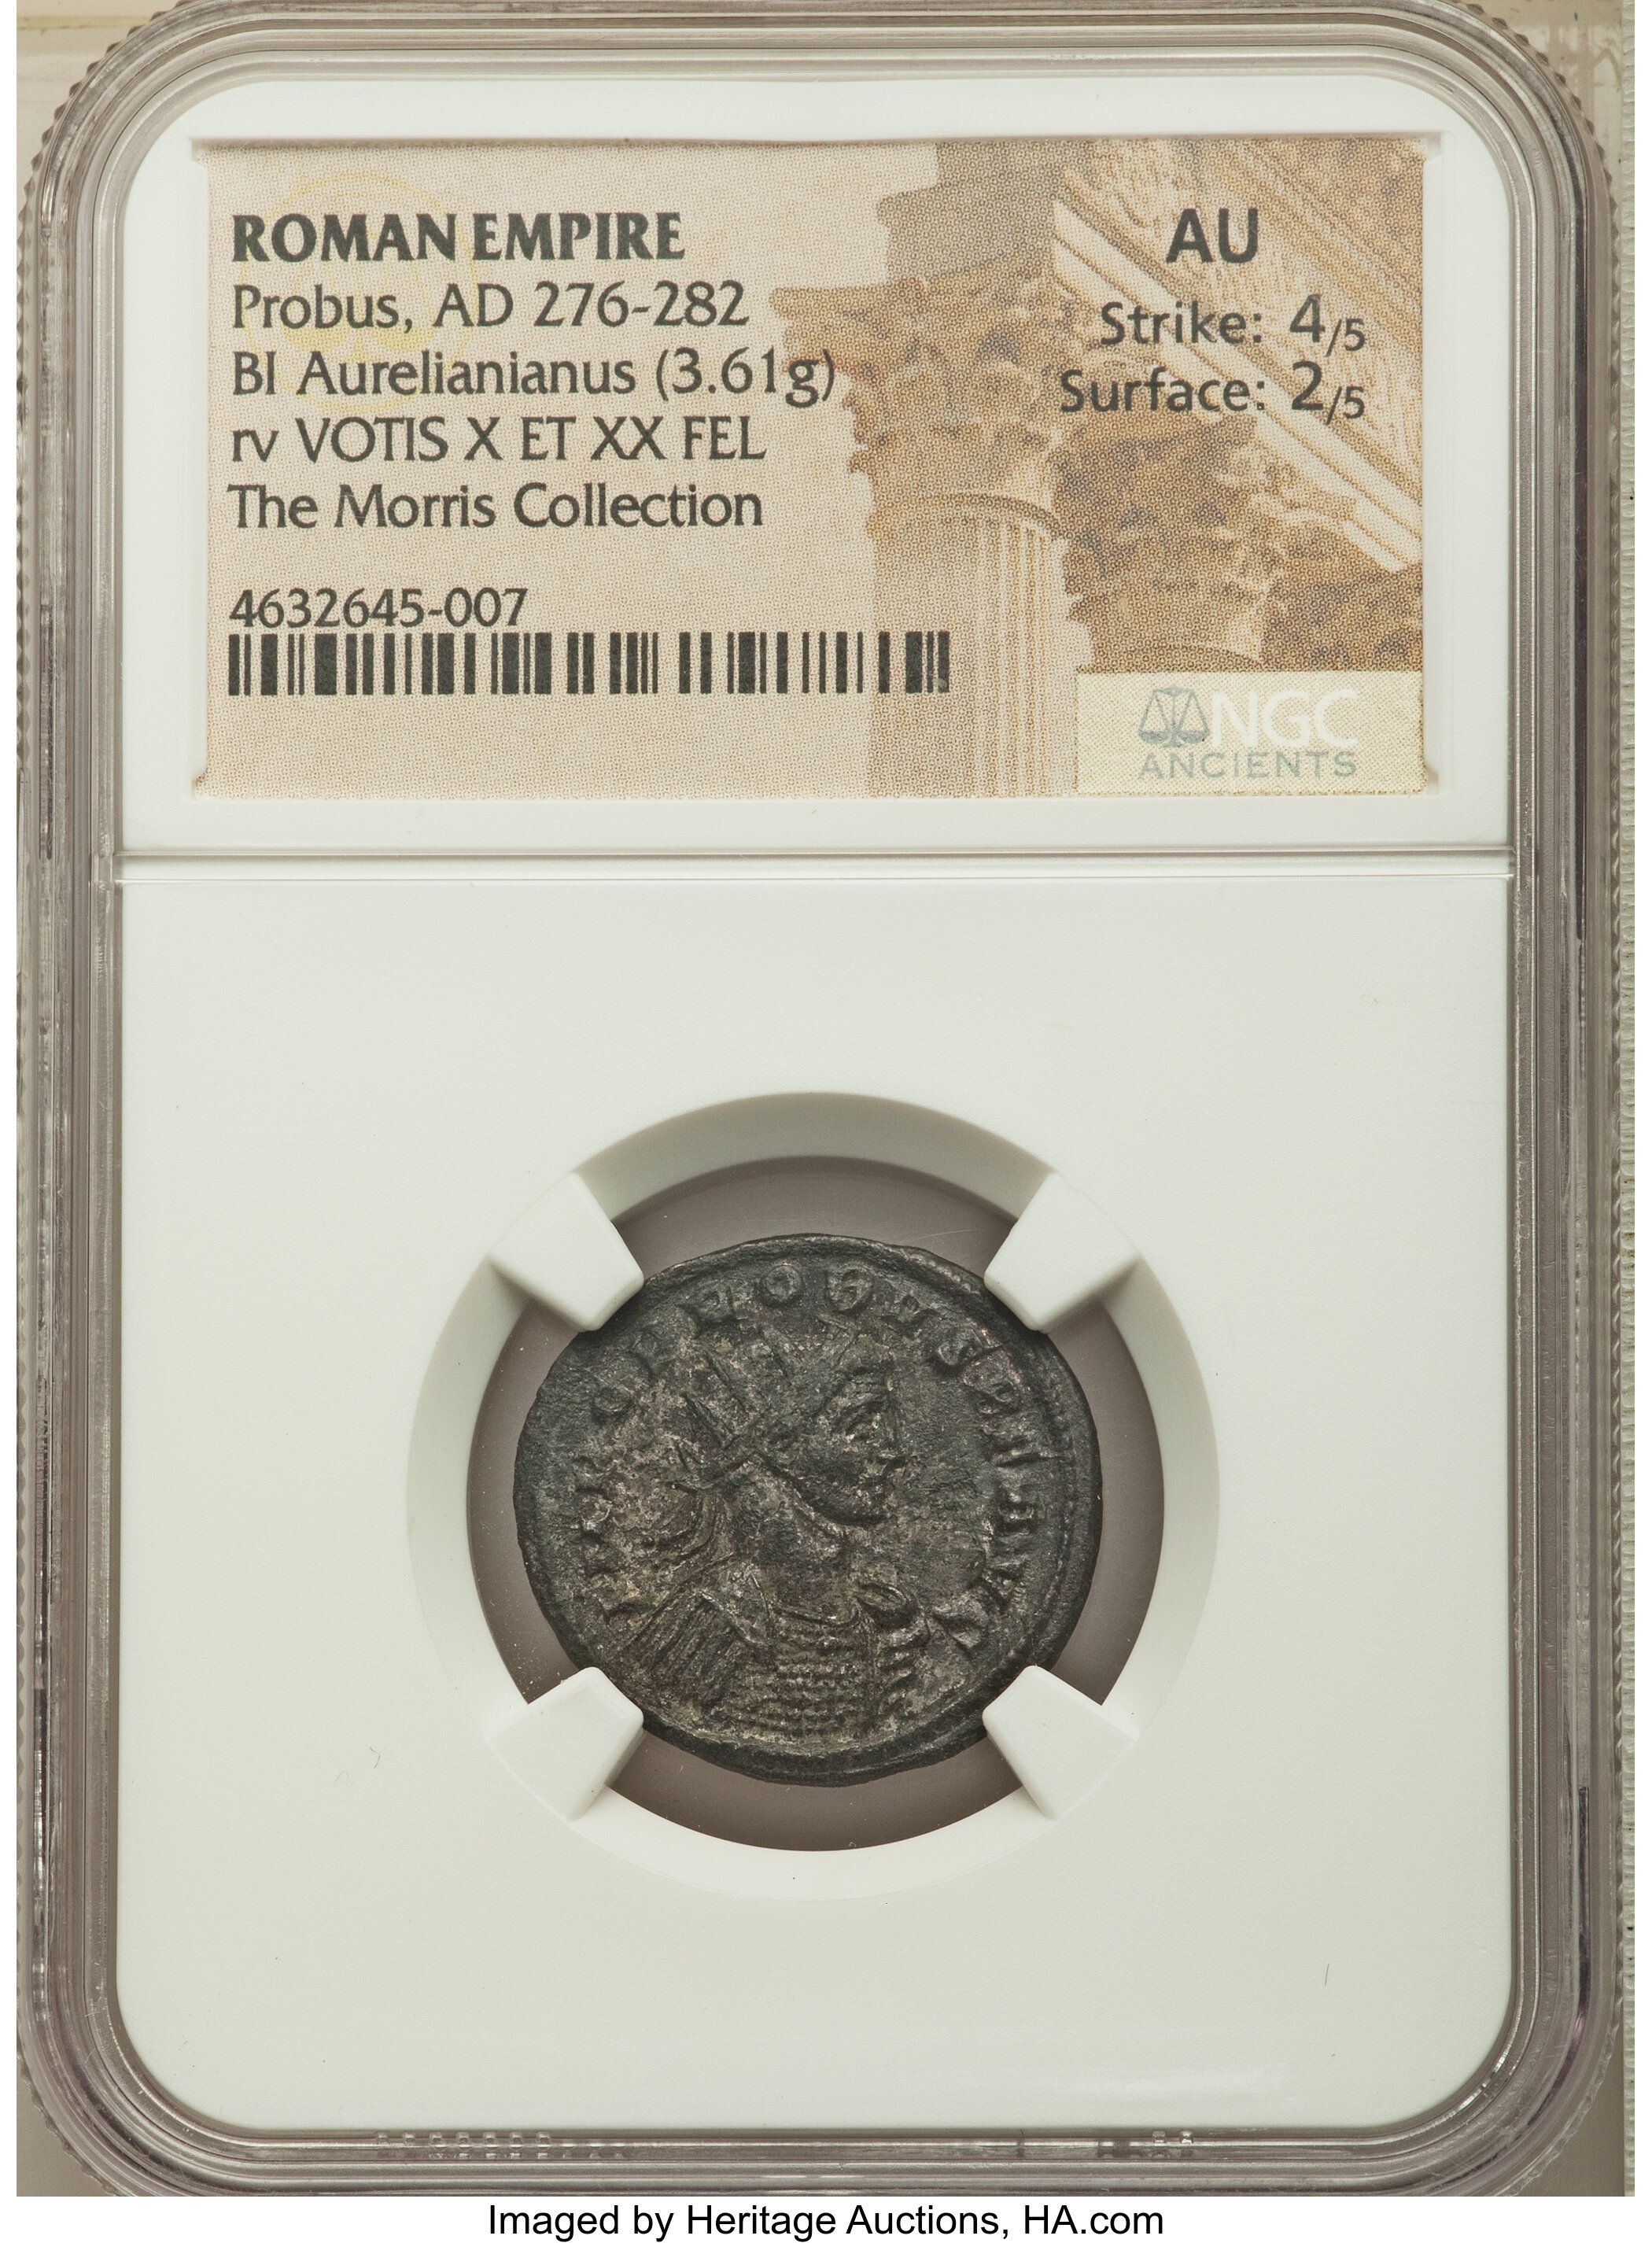 ROMAN EMPIRE
Probus, AD 276-282
BI Aurelianianus (3.61g)
rv VOTIS X ET XX FEL
The Morris Collection
4632645-007
AU
Strike: 4/5
Surface: 2/5
NGC
ANCIENTS
Imaged by Heritage Auctions, HA.com